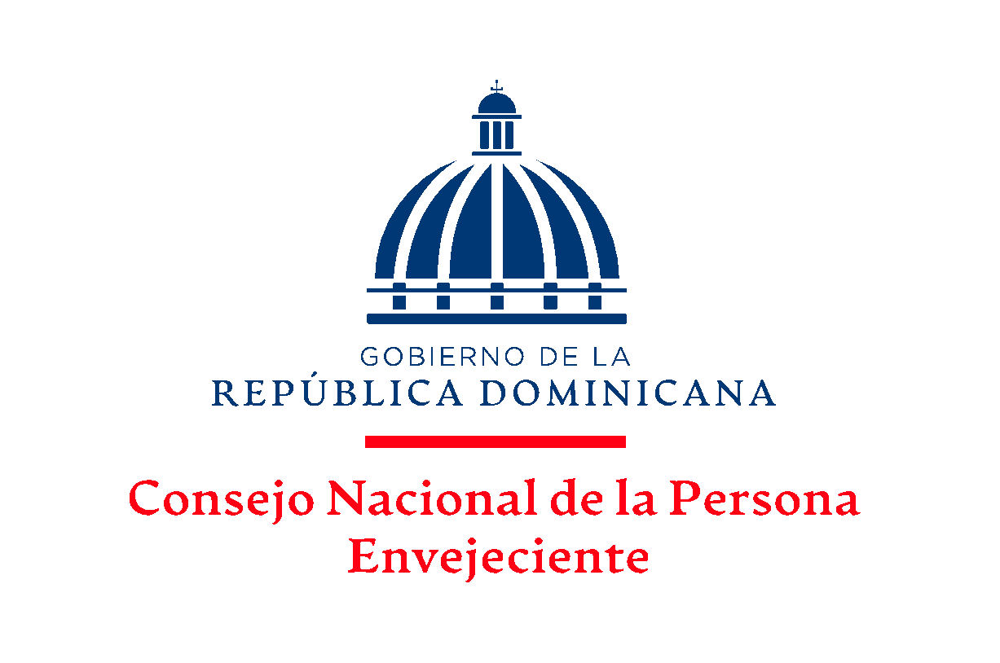 GOBIERNO DE LA
REPÚBLICA DOMINICANA
Consejo Nacional de la Persona
Envejeciente